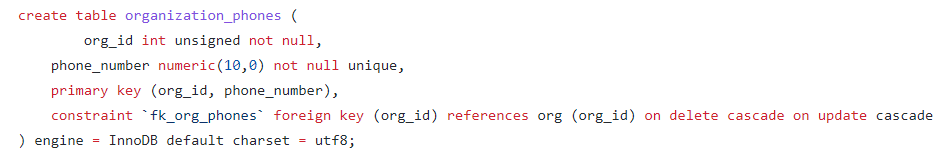 create table organization_phones (
        org_id int unsigned not null,
    phone_number numeric(10,0) not null unique,
    primary key (org_id, phone_number),
    constraint `fk_org_phones` foreign key (org_id) references org (org_id) on delete cascade on update cascade
) engine = InnoDB default charset = utf8;